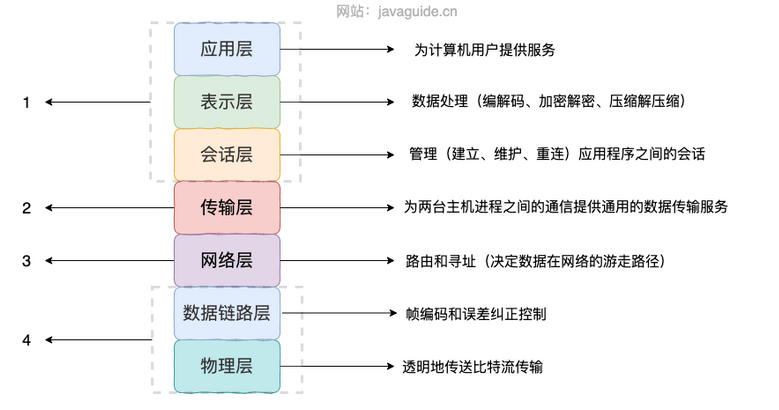 网站：javaguide.cn
应用层 为计算机用户提供服务
1 表示层 数据处理（编解码、加密解密、压缩解压缩）
会话层 管理（建立、维护、重连）应用程序之间的会话
2 传输层 为两台主机进程之间的通信提供通用的数据传输服务
3 网络层 路由和寻址（决定数据在网络的游走路径）
数据链路层 帧编码和误差纠正控制
4
物理层 透明地传送比特流传输